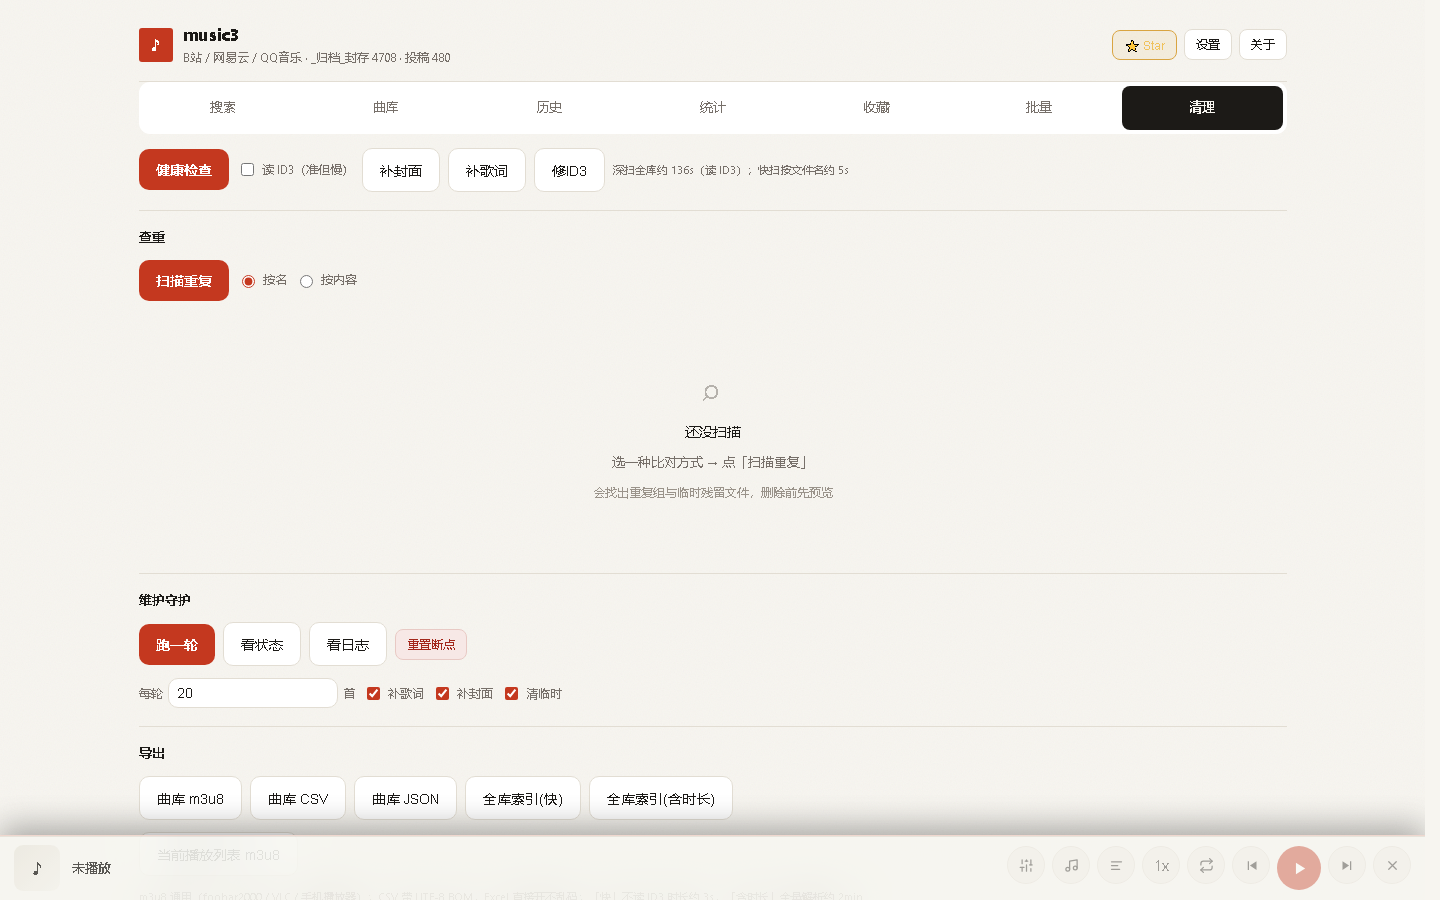 music3
B站 / 网易云 / QQ音乐 · _归档_封存 4708 · 投稿 480
Star
设置
关于
搜索
曲库
历史
统计
收藏
批量
清理
健康检查
读 ID3（准但慢）
补封面
补歌词
修ID3
深扫全库约 136s（读 ID3）；快扫按文件名约 5s
查重
扫描重复
按名
按内容
还没扫描
选一种比对方式 → 点「扫描重复」
会找出重复组与临时残留文件，删除前先预览
维护守护
跑一轮
看状态
看日志
重置断点
每轮
20
首
补歌词
补封面
清临时
导出
曲库 m3u8
曲库 CSV
曲库 JSON
全库索引(快)
全库索引(含时长)
当前播放列表 m3u8
未播放
1x